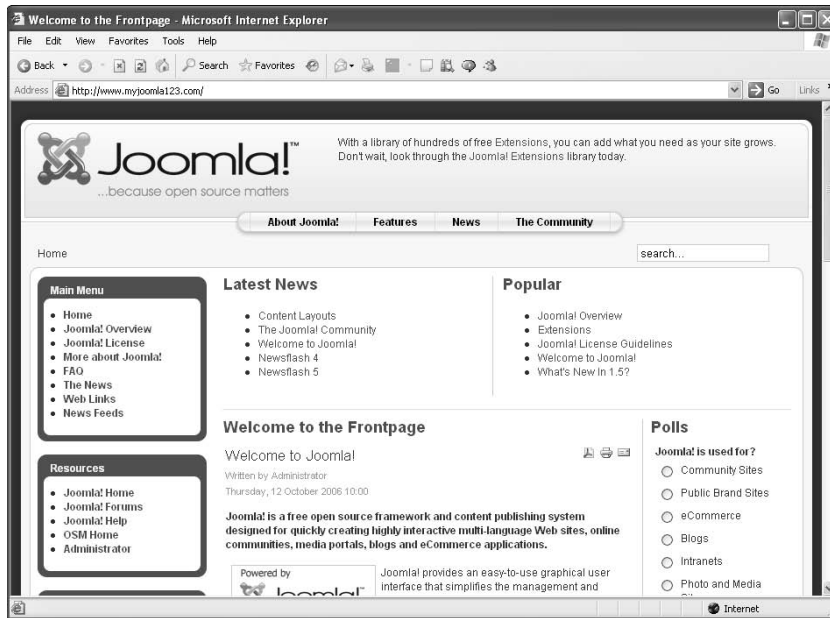 Welcome to the Frontpage - Microsoft Internet Explorer
File Edit View Favorites Tools Help
Back Search Favorites
Address http://www.myjoomla123.com/ Go Links
Joomla!™
...because open source matters
With a library of hundreds of free Extensions, you can add what you need as your site grows.
Don't wait, look through the Joomla! Extensions library today.
About Joomla! Features News The Community
Home
search...
Main Menu
Home
Joomla! Overview
Joomla! License
More about Joomla!
FAQ
The News
Web Links
News Feeds
Resources
Joomla! Home
Joomla! Forums
Joomla! Help
OSM Home
Administrator
Latest News
Content Layouts
The Joomla! Community
Welcome to Joomla!
Newsflash 4
Newsflash 5
Popular
Joomla! Overview
Extensions
Joomla! License Guidelines
Welcome to Joomla!
What's New In 1.5?
Welcome to the Frontpage
Welcome to Joomla!
Written by Administrator
Thursday, 12 October 2006 10:00
Joomla! is a free open source framework and content publishing system
designed for quickly creating highly interactive multi-language Web sites, online
communities, media portals, blogs and eCommerce applications.
Powered by
Joomla!
Joomla! provides an easy-to-use graphical user
interface that simplifies the management and
Polls
Joomla! is used for?
Community Sites
Public Brand Sites
eCommerce
Blogs
Intranets
Photo and Media
Internet